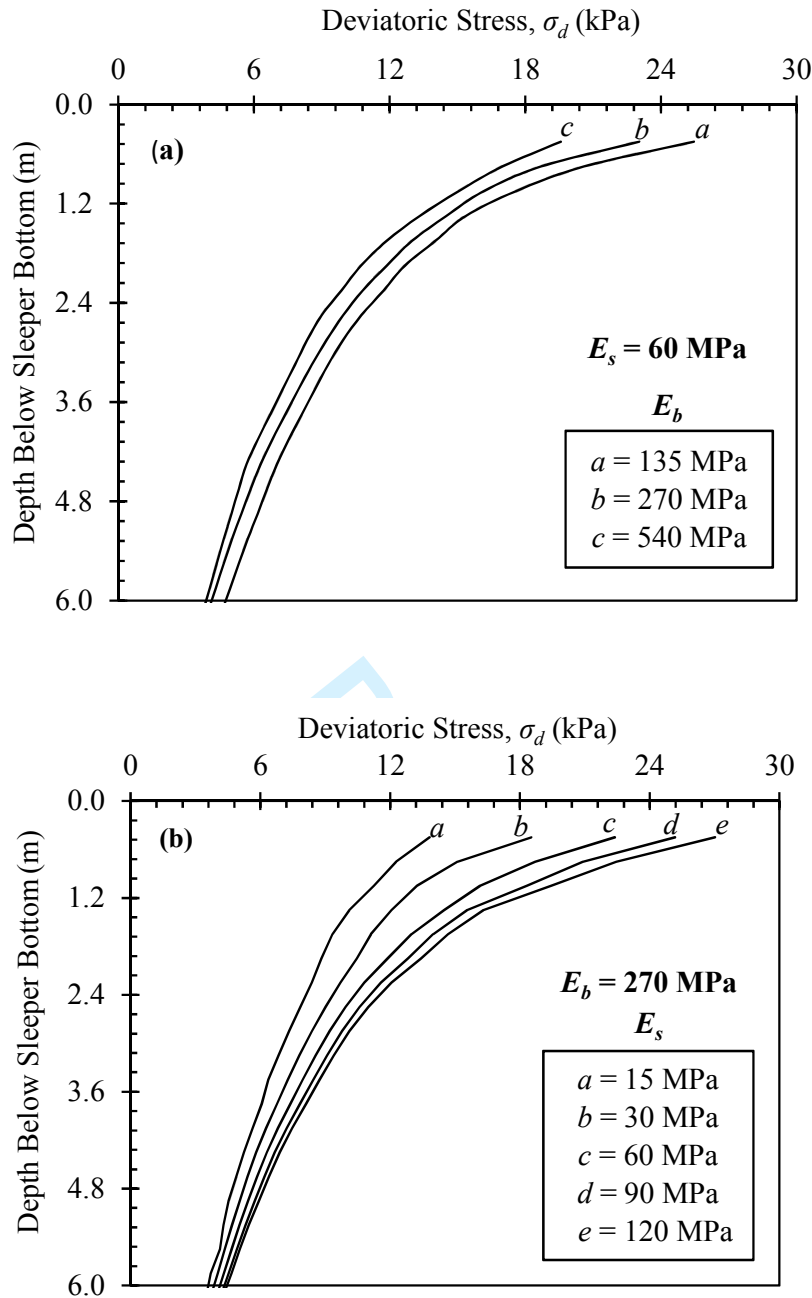 Deviatoric Stress, σd (kPa)
0 6 12 18 24 30
0.0
1.2
2.4
3.6
4.8
6.0
Depth Below Sleeper Bottom (m)
(a)
c b a
Es = 60 MPa
Eb
a = 135 MPa
b = 270 MPa
c = 540 MPa
Deviatoric Stress, σd (kPa)
0 6 12 18 24 30
0.0
1.2
2.4
3.6
4.8
6.0
Depth Below Sleeper Bottom (m)
(b)
a b c d e
Eb = 270 MPa
Es
a = 15 MPa
b = 30 MPa
c = 60 MPa
d = 90 MPa
e = 120 MPa